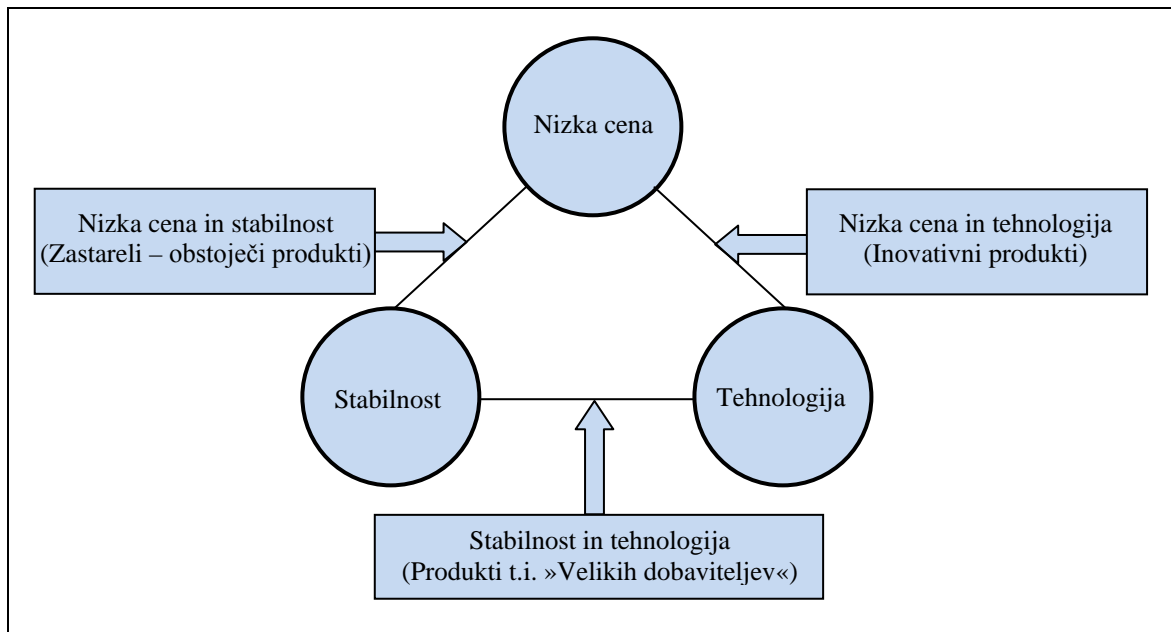 Nizka cena
Nizka cena in stabilnost
(Zastareli – obstoječi produkti)
Nizka cena in tehnologija
(Inovativni produkti)
Stabilnost
Tehnologija
Stabilnost in tehnologija
(Produkti t.i. »Velikih dobaviteljev«)